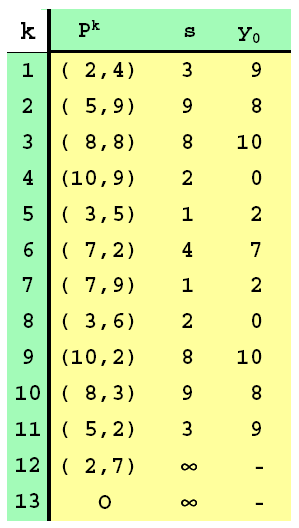 k Pᵏ s y₀
1 ( 2,4) 3 9
2 ( 5,9) 9 8
3 ( 8,8) 8 10
4 (10,9) 2 0
5 ( 3,5) 1 2
6 ( 7,2) 4 7
7 ( 7,9) 1 2
8 ( 3,6) 2 0
9 (10,2) 8 10
10 ( 8,3) 9 8
11 ( 5,2) 3 9
12 ( 2,7) ∞ -
13 O ∞ -